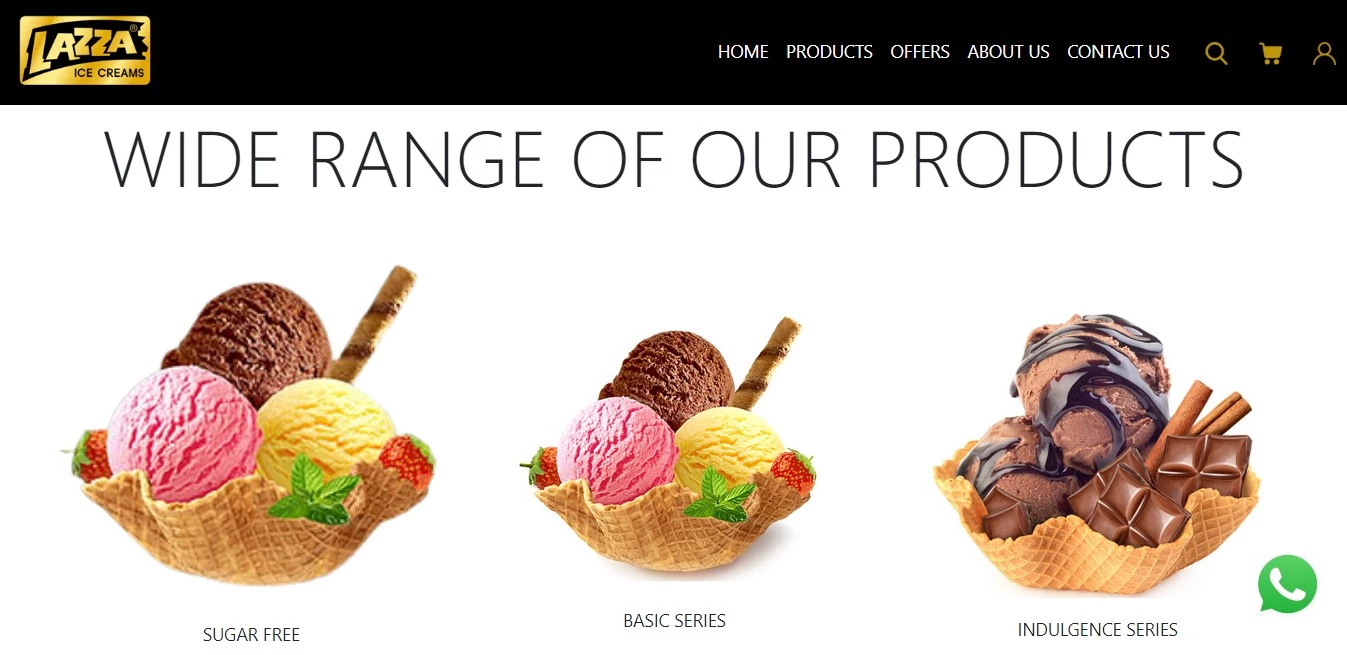 LAZZA®
ICE CREAMS
HOME PRODUCTS OFFERS ABOUT US CONTACT US
WIDE RANGE OF OUR PRODUCTS
SUGAR FREE
BASIC SERIES
INDULGENCE SERIES